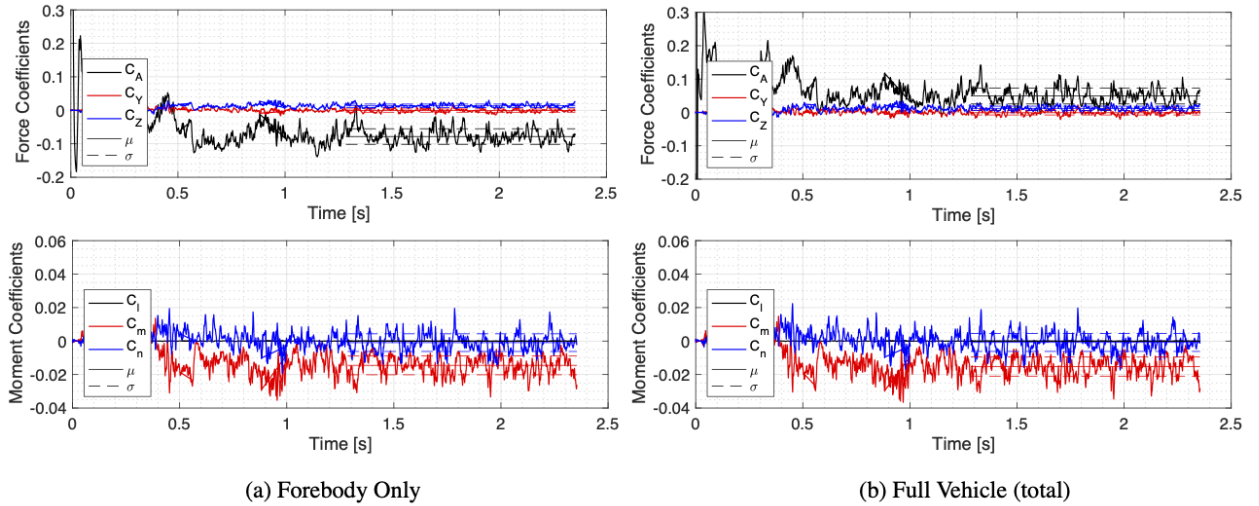 0.3
0.2
0.1
0
-0.1
-0.2
Force Coefficients
C_A
C_Y
C_Z
μ
σ
0 0.5 1 1.5 2 2.5
Time [s]
0.06
0.04
0.02
0
-0.02
-0.04
Moment Coefficients
C_l
C_m
C_n
μ
σ
0 0.5 1 1.5 2 2.5
Time [s]
(a) Forebody Only
0.3
0.2
0.1
0
0.1
0.2
Force Coefficients
C_A
C_Y
C_Z
μ
σ
0 0.5 1 1.5 2 2.5
Time [s]
0.06
0.04
0.02
0
-0.02
-0.04
Moment Coefficients
C_l
C_m
C_n
μ
σ
0 0.5 1 1.5 2 2.5
Time [s]
(b) Full Vehicle (total)